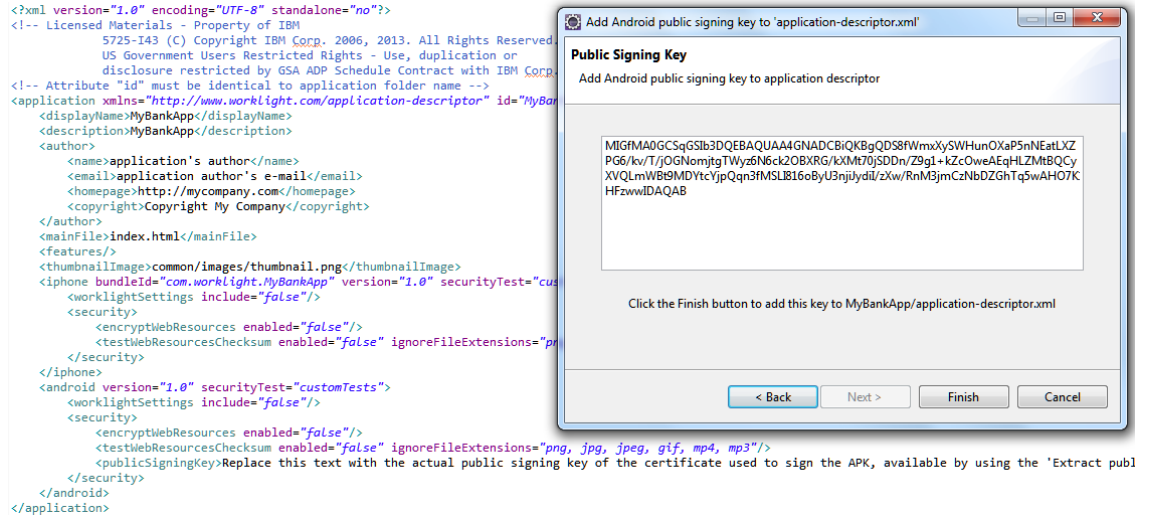 <?xml version="1.0" encoding="UTF-8" standalone="no"?>
<!-- Licensed Materials - Property of IBM
5725-I43 (C) Copyright IBM Corp. 2006, 2013. All Rights Reserved.
US Government Users Restricted Rights - Use, duplication or
disclosure restricted by GSA ADP Schedule Contract with IBM Corp.
<!-- Attribute "id" must be identical to application folder name -->
<application xmlns="http://www.worklight.com/application-descriptor" id="MyBan
<displayName>MyBankApp</displayName>
<description>MyBankApp</description>
<author>
<name>application's author</name>
<email>application author's e-mail</email>
<homepage>http://mycompany.com</homepage>
<copyright>Copyright My Company</copyright>
</author>
<mainFile>index.html</mainFile>
<features/>
<thumbnailImage>common/images/thumbnail.png</thumbnailImage>
<iphone bundleId="com.worklight.MyBankApp" version="1.0" securityTest="cus
<worklightSettings include="false"/>
<security>
<encryptWebResources enabled="false"/>
<testWebResourcesChecksum enabled="false" ignoreFileExtensions="pn
</security>
</iphone>
<android version="1.0" securityTest="customTests">
<worklightSettings include="false"/>
<security>
<encryptWebResources enabled="false"/>
<testWebResourcesChecksum enabled="false" ignoreFileExtensions="png, jpg, jpeg, gif, mp4, mp3"/>
<publicSigningKey>Replace this text with the actual public signing key of the certificate used to sign the APK, available by using the 'Extract publ
</security>
</android>
</application>
Add Android public signing key to 'application-descriptor.xml'
Public Signing Key
Add Android public signing key to application descriptor
MIGfMA0GCSqGSIb3DQEBAQUAA4GNADCBiQKBgQDS8fWmxXySWHunOXaP5nNEatLXZ
PG6/kv/T/jOGNomjtgTWyz6N6ck2OBXRG/kXMt70jSDDn/Z9g1+kZcOweAEqHLZMtBQCy
XVQLmWBt9MDYtcYjpQqn3fMSLI816oByU3njiJydiI/zXw/RnM3jmCzNbDZGhTq5wAHO7K
HFzwwIDAQAB
Click the Finish button to add this key to MyBankApp/application-descriptor.xml
< Back
Next >
Finish
Cancel